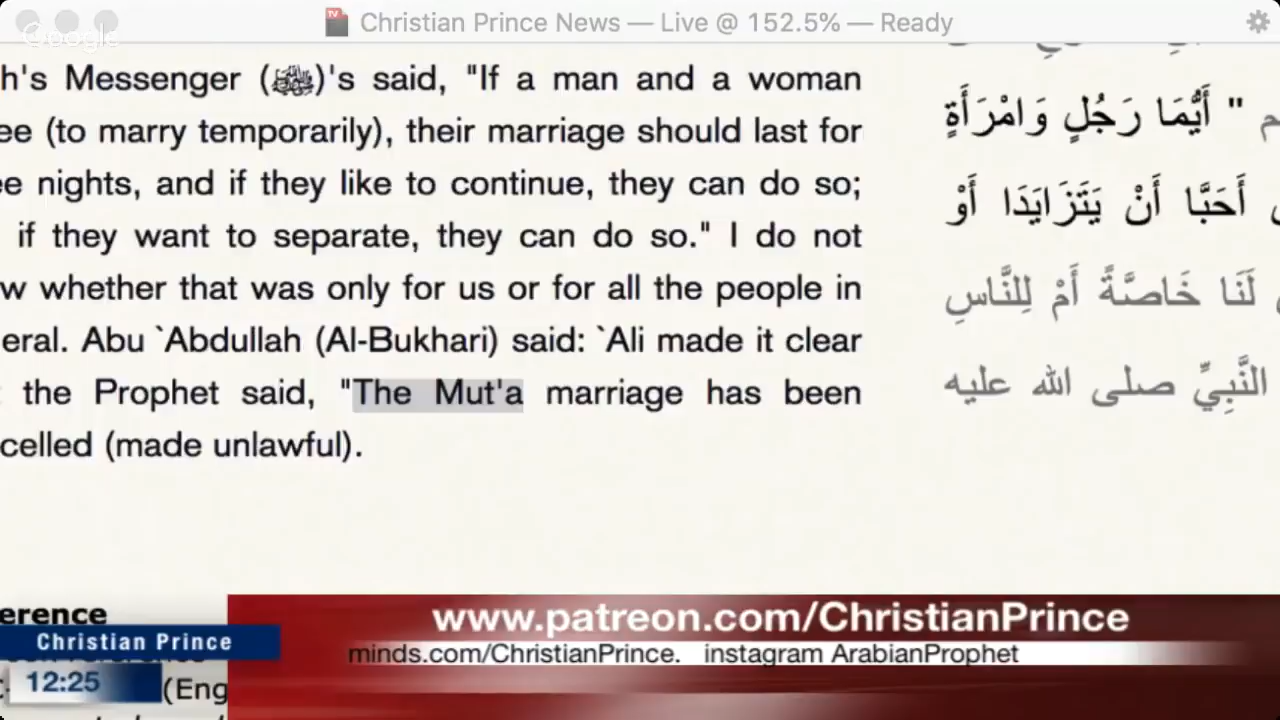 Google
Christian Prince News — Live @ 152.5% — Ready
h's Messenger (ﷺ)'s said, "If a man and a woman
ee (to marry temporarily), their marriage should last for
ee nights, and if they like to continue, they can do so;
if they want to separate, they can do so." I do not
w whether that was only for us or for all the people in
eral. Abu `Abdullah (Al-Bukhari) said: `Ali made it clear
the Prophet said, "The Mut'a marriage has been
celled (made unlawful).
م " أَيُّمَا رَجُلٍ وَامْرَأَةٍ
أَحَبَّا أَنْ يَتَزَايَدَا أَوْ
لَنَا خَاصَّةً أَمْ لِلنَّاسِ
النَّبِيِّ صلى الله عليه
erence
Christian Prince
12:25
(Eng
www.patreon.com/ChristianPrince
minds.com/ChristianPrince. instagram ArabianProphet